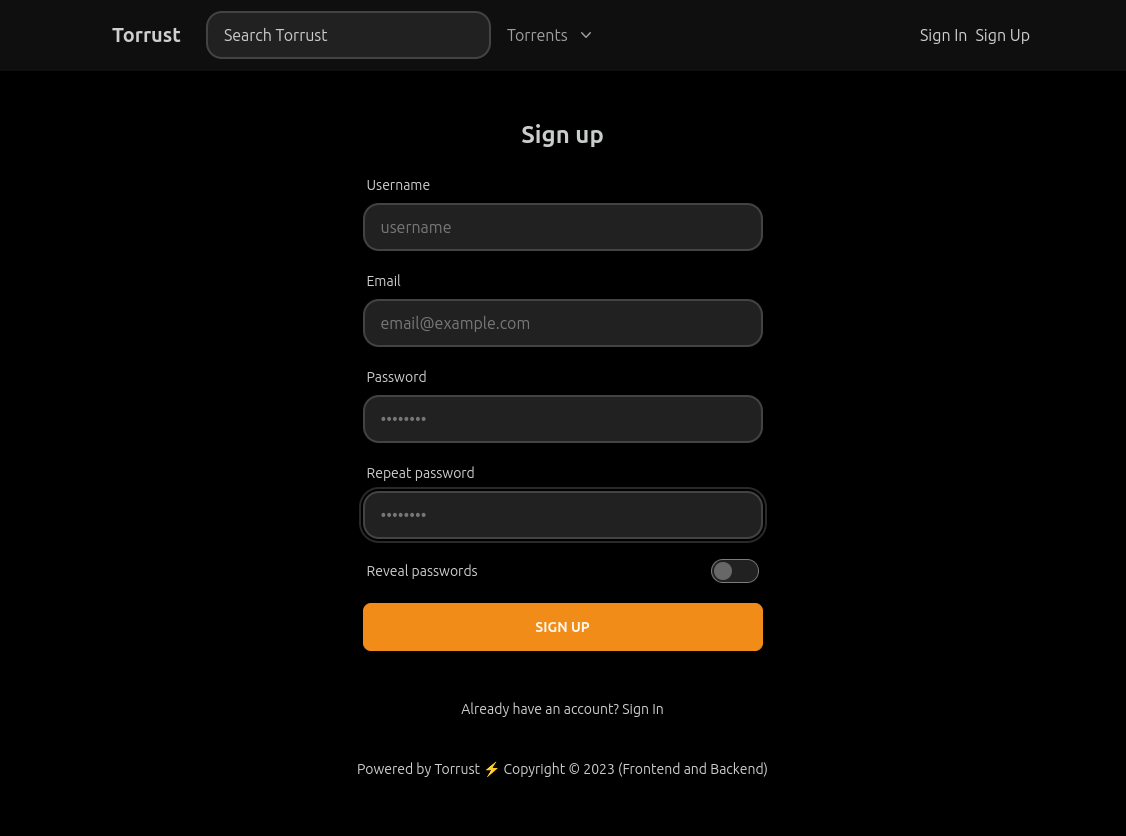 Torrust Search Torrust Torrents Sign In Sign Up
Sign up
Username
username
Email
email@example.com
Password
••••••••
Repeat password
••••••••
Reveal passwords
SIGN UP
Already have an account? Sign In
Powered by Torrust ⚡ Copyright © 2023 (Frontend and Backend)